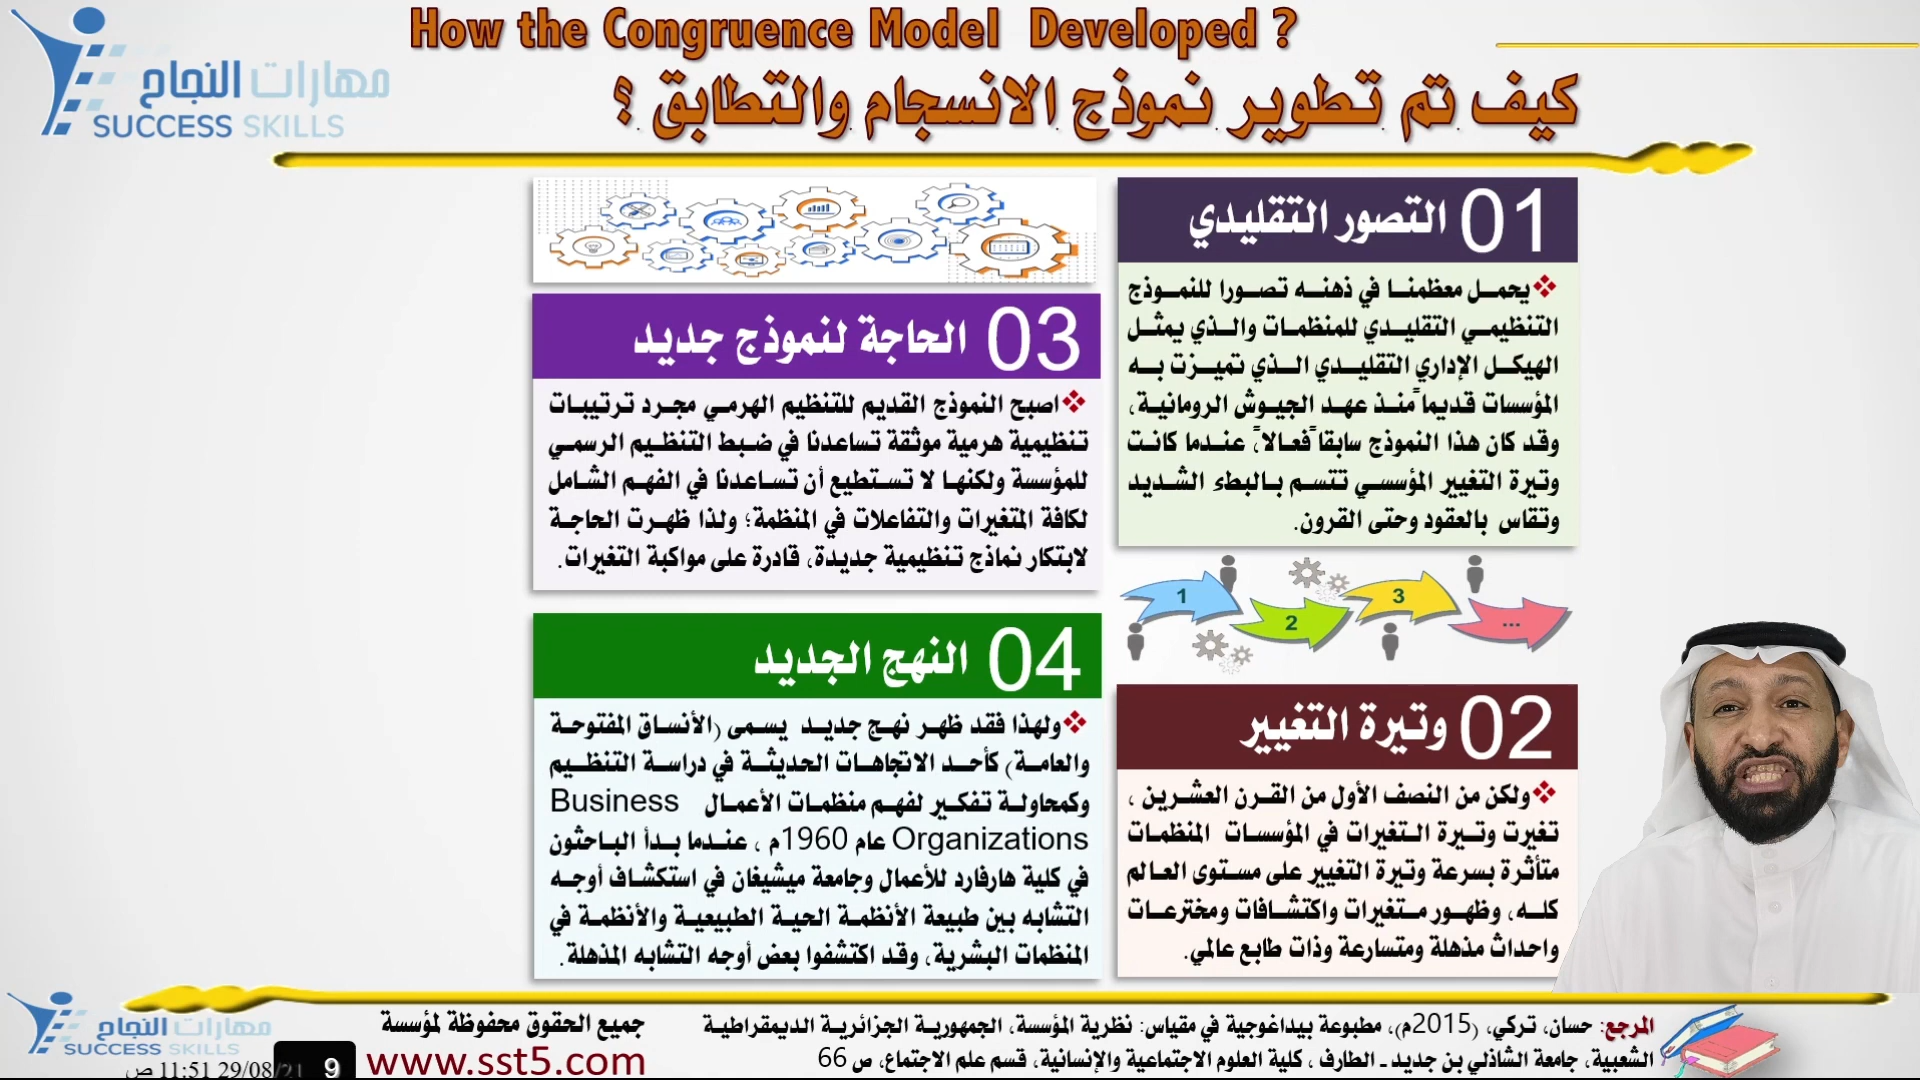 How the Congruence Model Developed ?
كيف تم تطوير نموذج الانسجام والتطابق ؟
مهارات النجاح
SUCCESS SKILLS
01 التصور التقليدي
يحمل معظمنا في ذهنه تصورا للنموذج
التنظيمي التقليدي للمنظمات والذي يمثل
الهيكل الإداري التقليدي الذي تميزت به
المؤسسات قديماً منذ عهد الجيوش الرومانية،
وقد كان هذا النموذج سابقاً فعالاً، عندما كانت
وتيرة التغيير المؤسسي تتسم بالبطء الشديد
وتقاس بالعقود وحتى القرون.
1
2
3
...
02 وتيرة التغيير
ولكن من النصف الأول من القرن العشرين ،
تغيرت وتيرة التغيرات في المؤسسات المنظمات
متأثرة بسرعة وتيرة التغيير على مستوى العالم
كله، وظهور متغيرات واكتشافات ومخترعات
واحداث مذهلة ومتسارعة وذات طابع عالمي.
03 الحاجة لنموذج جديد
اصبح النموذج القديم للتنظيم الهرمي مجرد ترتيبات
تنظيمية هرمية موثقة تساعدنا في ضبط التنظيم الرسمي
للمؤسسة ولكنها لا تستطيع أن تساعدنا في الفهم الشامل
لكافة المتغيرات والتفاعلات في المنظمة؛ ولذا ظهرت الحاجة
لابتكار نماذج تنظيمية جديدة، قادرة على مواكبة التغيرات.
04 النهج الجديد
ولهذا فقد ظهر نهج جديد يسمى (الأنساق المفتوحة
والعامة) كأحد الاتجاهات الحديثة في دراسة التنظيم
وكمحاولة تفكير لفهم منظمات الأعمال Business
Organizations عام 1960م ، عندما بدأ الباحثون
في كلية هارفارد للأعمال وجامعة ميشيغان في استكشاف أوجه
التشابه بين طبيعة الأنظمة الحية الطبيعية والأنظمة في
المنظمات البشرية، وقد اكتشفوا بعض أوجه التشابه المذهلة.
المرجع: حسان، تركي، (2015م)، مطبوعة بيداغوجية في مقياس: نظرية المؤسسة، الجمهورية الجزائرية الديمقراطية
الشعبية، جامعة الشاذلي بن جديد ـ الطارف ، كلية العلوم الاجتماعية والإنسانية، قسم علم الاجتماع، ص 66
جميع الحقوق محفوظة لمؤسسة
www.sst5.com
مهارات النجاح
SUCCESS SKILLS
9
29/08/21 11:51 ص